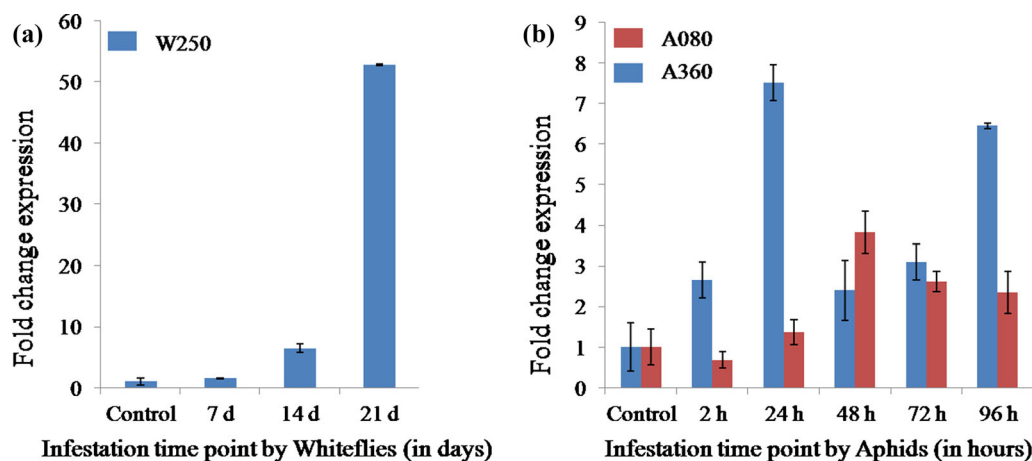 (a)
W250
Fold change expression
60
50
40
30
20
10
0
Control 7 d 14 d 21 d
Infestation time point by Whiteflies (in days)
(b)
A080
A360
Fold change expression
9
8
7
6
5
4
3
2
1
0
Control 2 h 24 h 48 h 72 h 96 h
Infestation time point by Aphids (in hours)